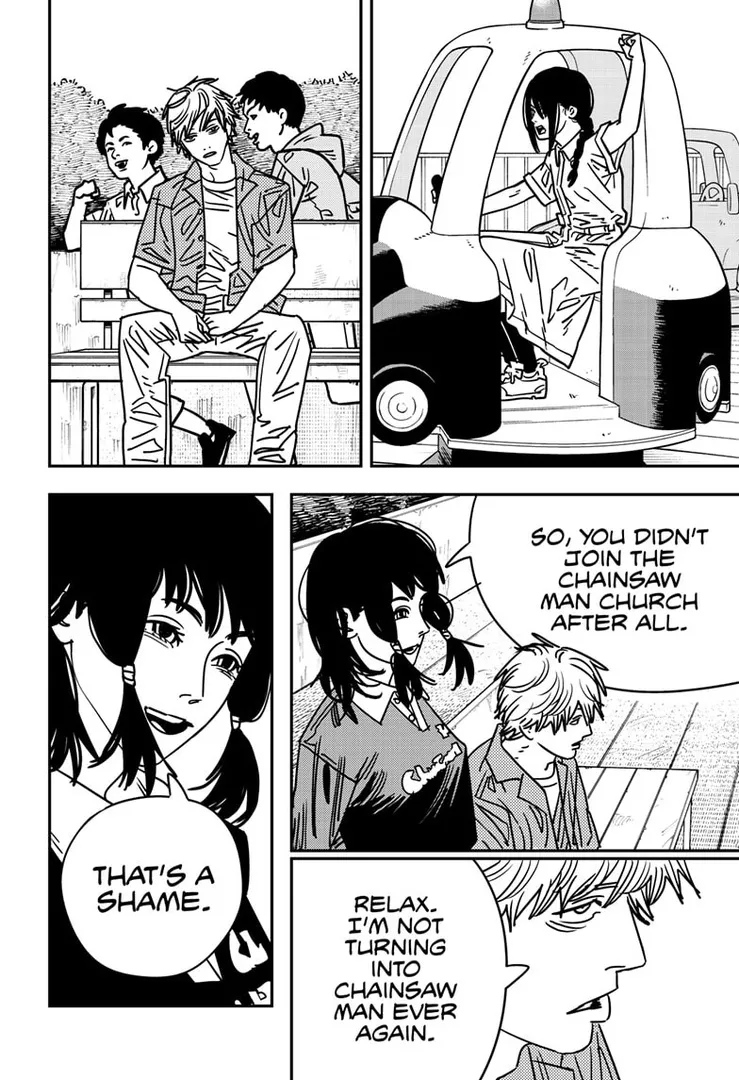 SO, YOU DIDN'T
JOIN THE
CHAINSAW
MAN CHURCH
AFTER ALL.
RELAX.
I'M NOT
TURNING
INTO
CHAINSAW
MAN EVER
AGAIN.
THAT'S A
SHAME.